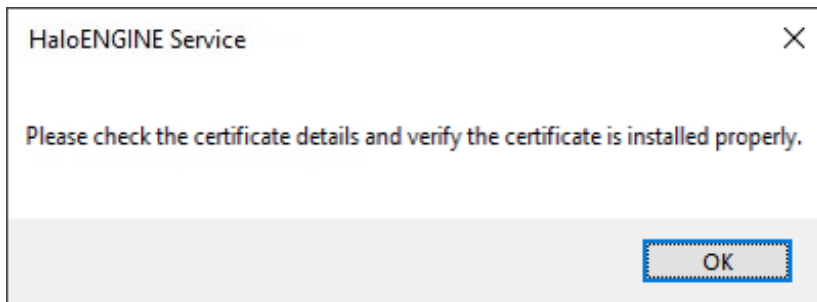 HaloENGINE Service
Please check the certificate details and verify the certificate is installed properly.
OK